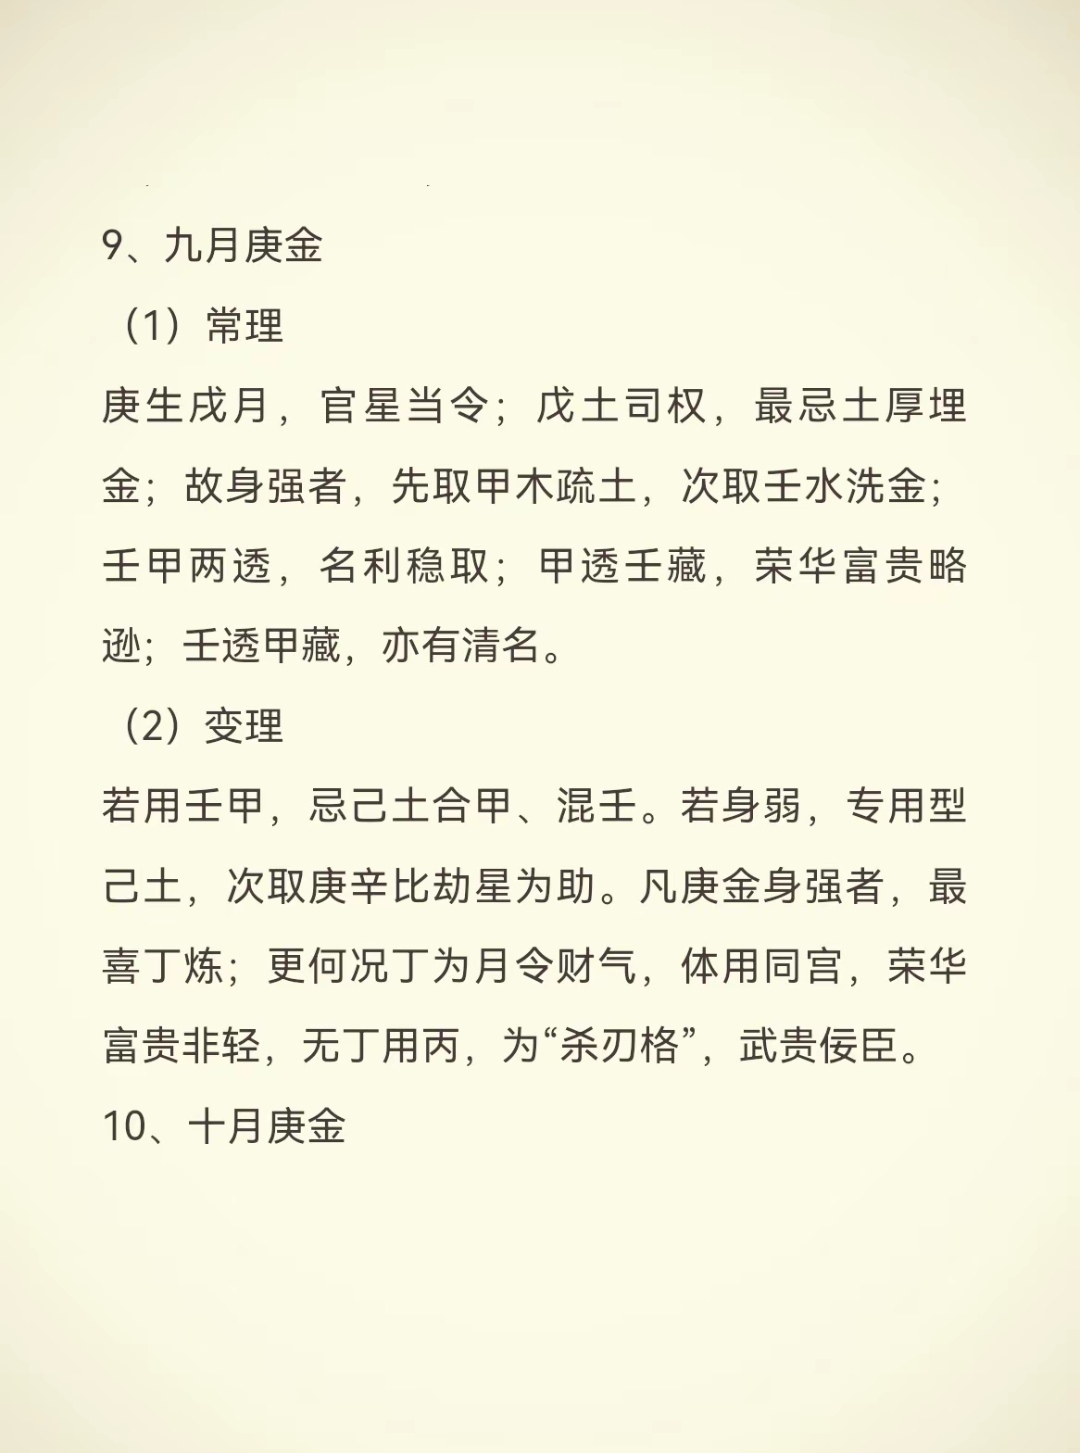 9、九月庚金
（1）常理
庚生戌月，官星当令；戊土司权，最忌土厚埋
金；故身强者，先取甲木疏土，次取壬水洗金；
壬甲两透，名利稳取；甲透壬藏，荣华富贵略
逊；壬透甲藏，亦有清名。
（2）变理
若用壬甲，忌己土合甲、混壬。若身弱，专用型
己土，次取庚辛比劫星为助。凡庚金身强者，最
喜丁炼；更何况丁为月令财气，体用同宫，荣华
富贵非轻，无丁用丙，为“杀刃格”，武贵佞臣。
10、十月庚金